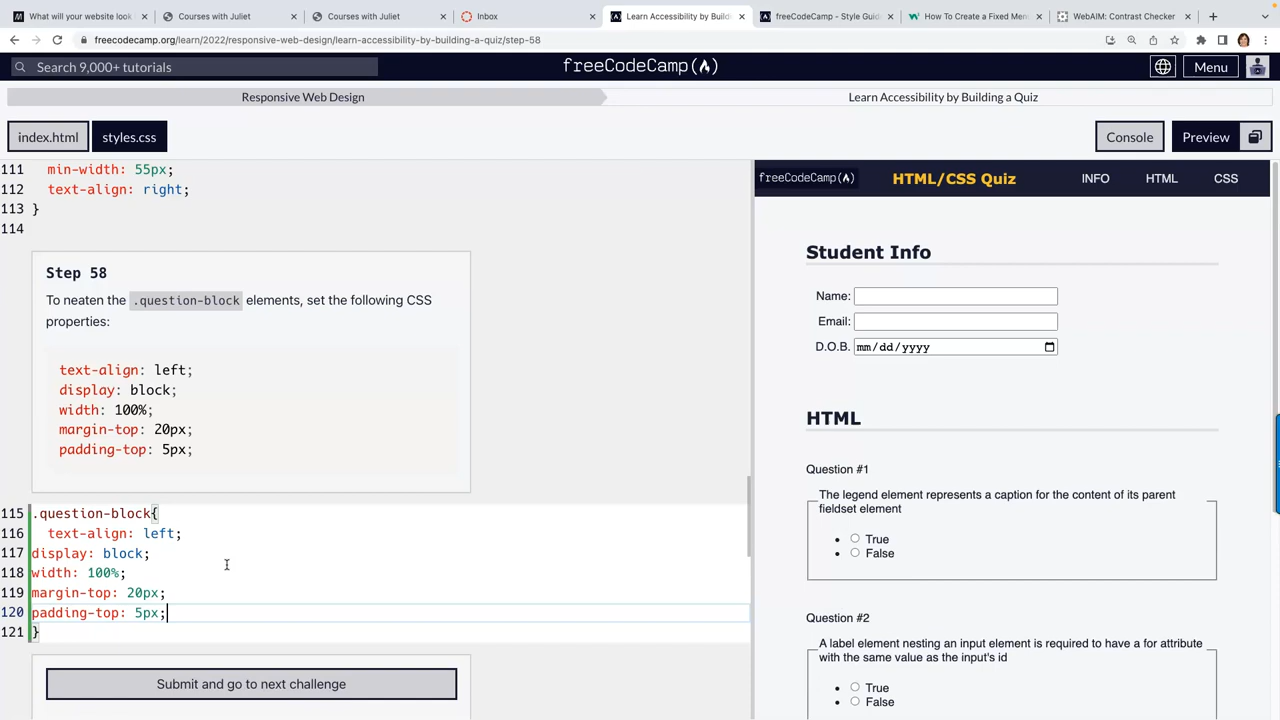 What will your website look
Courses with Juliet
Courses with Juliet
Inbox
Learn Accessibility by Build
freeCodeCamp - Style Guid
How To Create a Fixed Men
WebAIM: Contrast Checker
freecodecamp.org/learn/2022/responsive-web-design/learn-accessibility-by-building-a-quiz/step-58
Search 9,000+ tutorials
freeCodeCamp
Menu
Responsive Web Design
Learn Accessibility by Building a Quiz
index.html
styles.css
Console
Preview
111 min-width: 55px;
112 text-align: right;
113 }
114
Step 58
To neaten the .question-block elements, set the following CSS
properties:
text-align: left;
display: block;
width: 100%;
margin-top: 20px;
padding-top: 5px;
115 .question-block{
116 text-align: left;
117 display: block;
118 width: 100%;
119 margin-top: 20px;
120 padding-top: 5px;
121 }
Submit and go to next challenge
freeCodeCamp
HTML/CSS Quiz
INFO
HTML
CSS
Student Info
Name:
Email:
D.O.B. mm/dd/yyyy
HTML
Question #1
The legend element represents a caption for the content of its parent
fieldset element
True
False
Question #2
A label element nesting an input element is required to have a for attribute
with the same value as the input's id
True
False